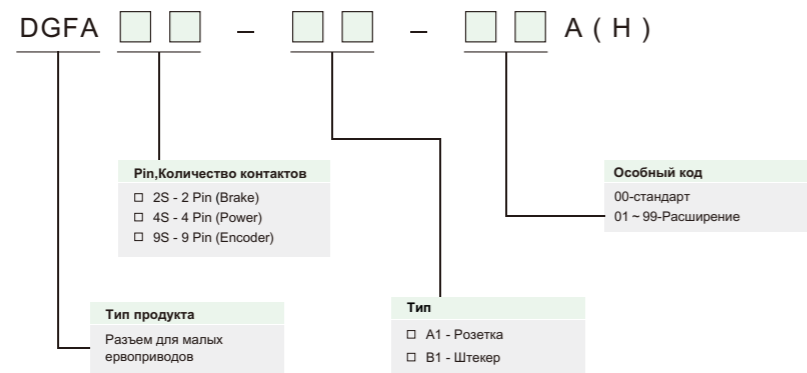 DGFA □ □ – □ □ – □ □ A ( H )
Pin,Количество контактов
□ 2S - 2 Pin (Brake)
□ 4S - 4 Pin (Power)
□ 9S - 9 Pin (Encoder)
Особный код
00-стандарт
01 ~ 99-Расширение
Тип продукта
Разъем для малых
ервоприводов
Тип
□ A1 - Розетка
□ B1 - Штекер